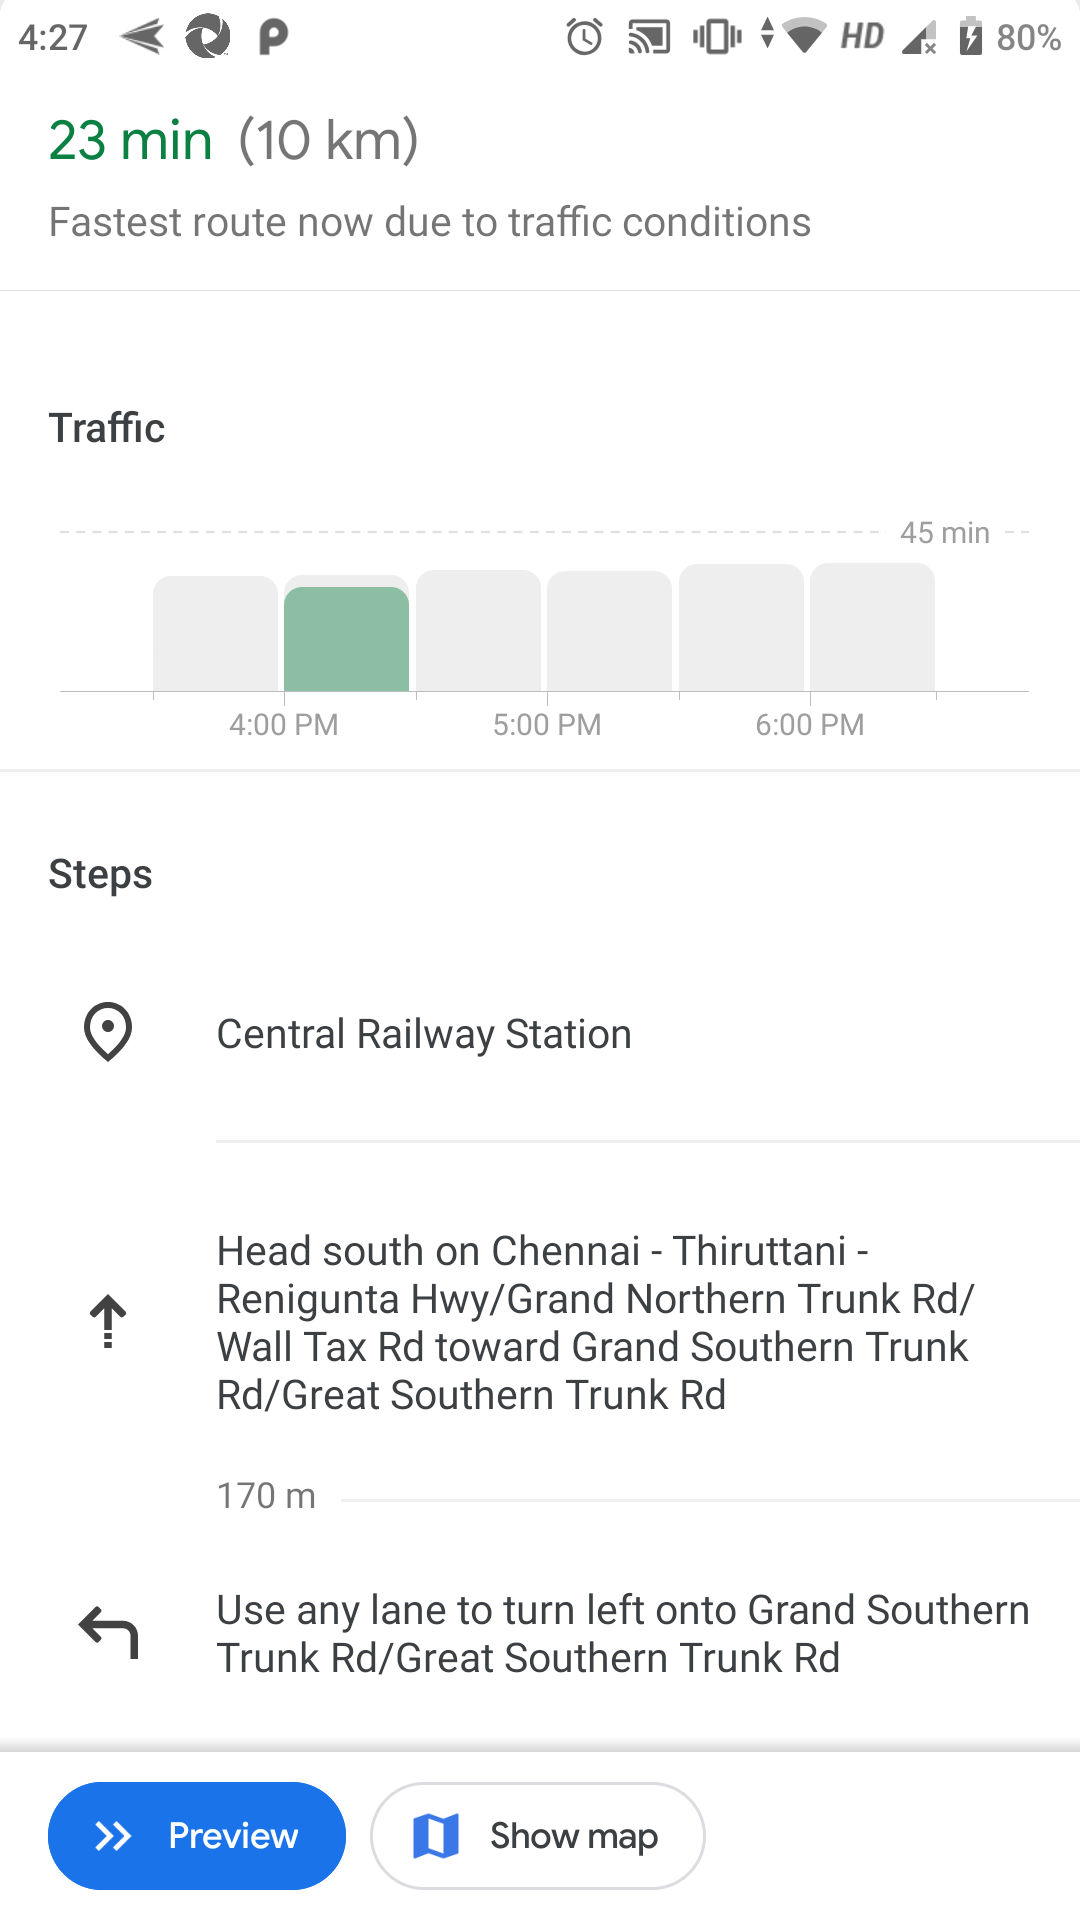 4:27 HD 80%
23 min (10 km)
Fastest route now due to traffic conditions
Traffic
45 min
4:00 PM 5:00 PM 6:00 PM
Steps
Central Railway Station
Head south on Chennai - Thiruttani -
Renigunta Hwy/Grand Northern Trunk Rd/
Wall Tax Rd toward Grand Southern Trunk
Rd/Great Southern Trunk Rd
170 m
Use any lane to turn left onto Grand Southern
Trunk Rd/Great Southern Trunk Rd
Preview Show map